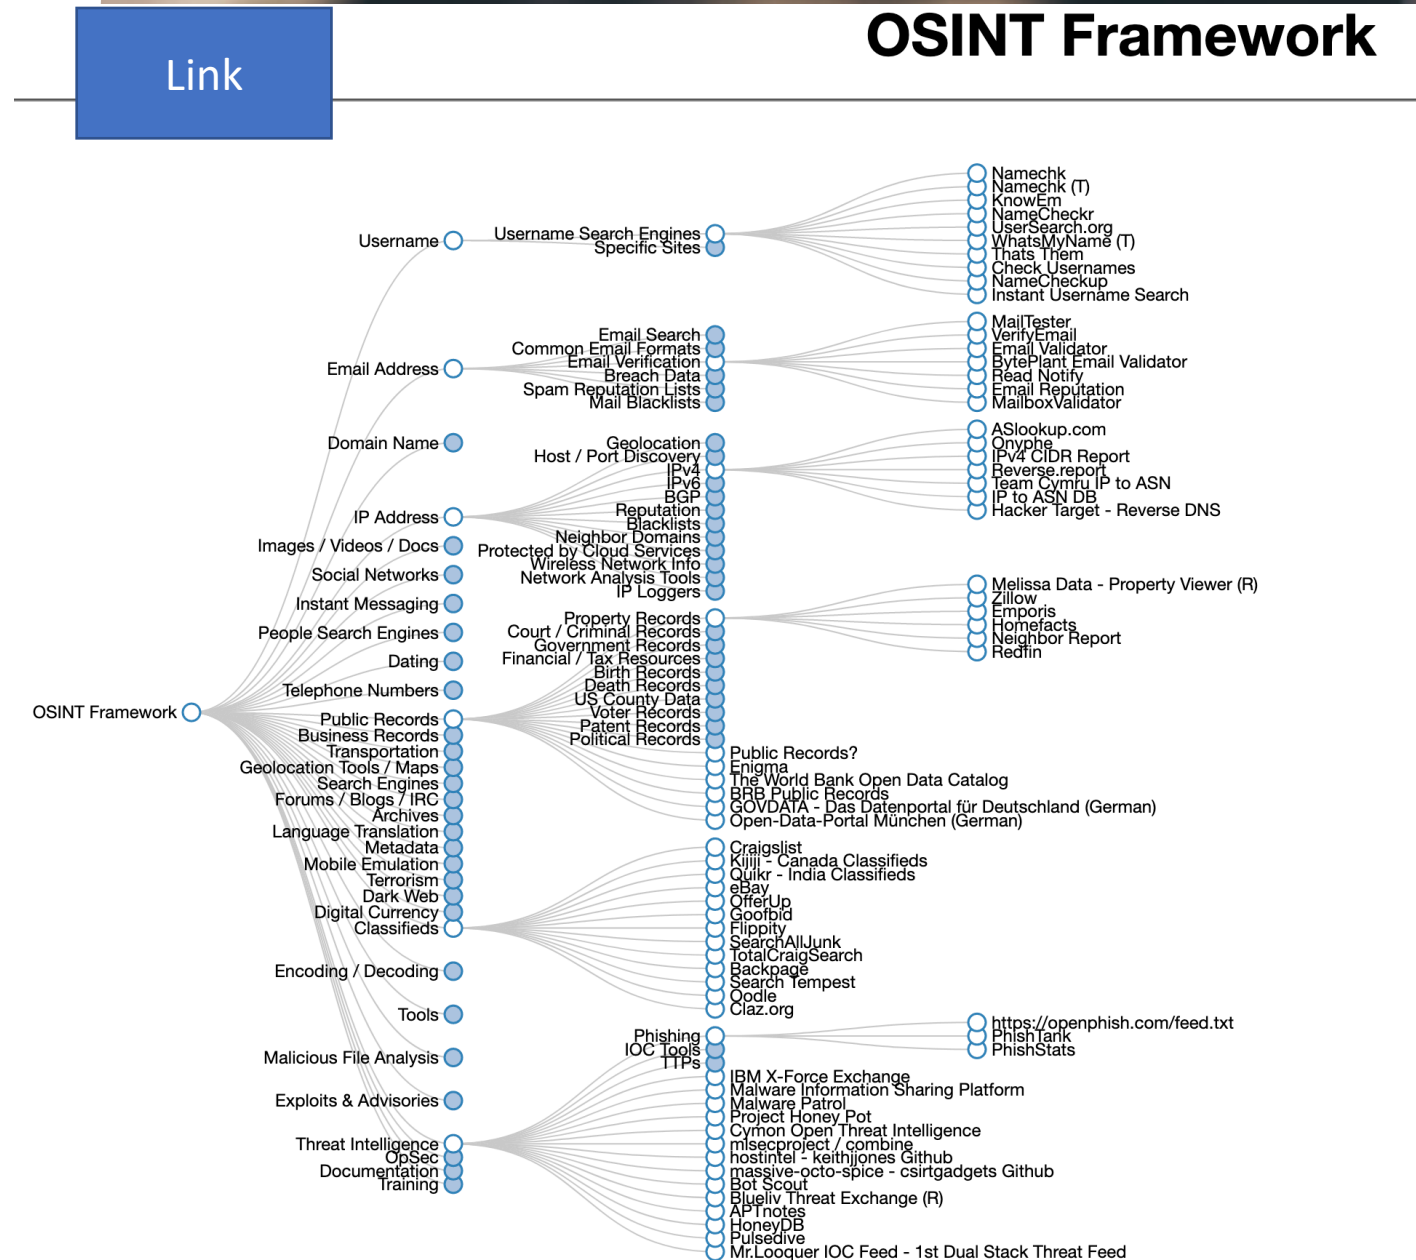 OSINT Framework
Link
OSINT Framework
Username
Email Address
Domain Name
IP Address
Images / Videos / Docs
Social Networks
Instant Messaging
People Search Engines
Dating
Telephone Numbers
Public Records
Business Records
Transportation
Geolocation Tools / Maps
Search Engines
Forums / Blogs / IRC
Archives
Language Translation
Metadata
Mobile Emulation
Terrorism
Dark Web
Digital Currency
Classifieds
Encoding / Decoding
Tools
Malicious File Analysis
Exploits & Advisories
Threat Intelligence
OpSec
Documentation
Training
Username Search Engines
Specific Sites
Email Search
Common Email Formats
Email Verification
Breach Data
Spam Reputation Lists
Mail Blacklists
Geolocation
Host / Port Discovery
IPv4
IPv6
BGP
Reputation
Blacklists
Neighbor Domains
Protected by Cloud Services
Wireless Network Info
Network Analysis Tools
IP Loggers
Property Records
Court / Criminal Records
Government Records
Financial / Tax Resources
Birth Records
Death Records
US County Data
Voter Records
Patent Records
Political Records
Public Records?
Enigma
The World Bank Open Data Catalog
BRB Public Records
GOVDATA - Das Datenportal für Deutschland (German)
Open-Data-Portal München (German)
Craigslist
Kijiji - Canada Classifieds
Quikr - India Classifieds
eBay
OfferUp
Goofbid
Flippity
SearchAllJunk
TotalCraigSearch
Backpage
Search Tempest
Oodle
Claz.org
Phishing
IOC Tools
TTPs
IBM X-Force Exchange
Malware Information Sharing Platform
Malware Patrol
Project Honey Pot
Cymon Open Threat Intelligence
mlsecproject / combine
hostintel - keithjjones Github
massive-octo-spice - csirtgadgets Github
Bot Scout
Blueliv Threat Exchange (R)
APTnotes
HoneyDB
Pulsedive
Mr.Looquer IOC Feed - 1st Dual Stack Threat Feed
Namechk
Namechk (T)
KnowEm
NameCheckr
UserSearch.org
WhatsMyName (T)
Thats Them
Check Usernames
NameCheckup
Instant Username Search
MailTester
VerifyEmail
Email Validator
BytePlant Email Validator
Read Notify
Email Reputation
MailboxValidator
ASlookup.com
Onyphe
IPv4 CIDR Report
Reverse.report
Team Cymru IP to ASN
IP to ASN DB
Hacker Target - Reverse DNS
Melissa Data - Property Viewer (R)
Zillow
Emporis
Homefacts
Neighbor Report
Redfin
https://openphish.com/feed.txt
PhishTank
PhishStats